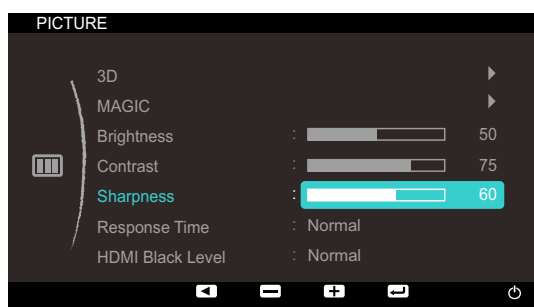 PICTURE
3D
MAGIC
Brightness : 50
Contrast : 75
Sharpness : 60
Response Time : Normal
HDMI Black Level : Normal